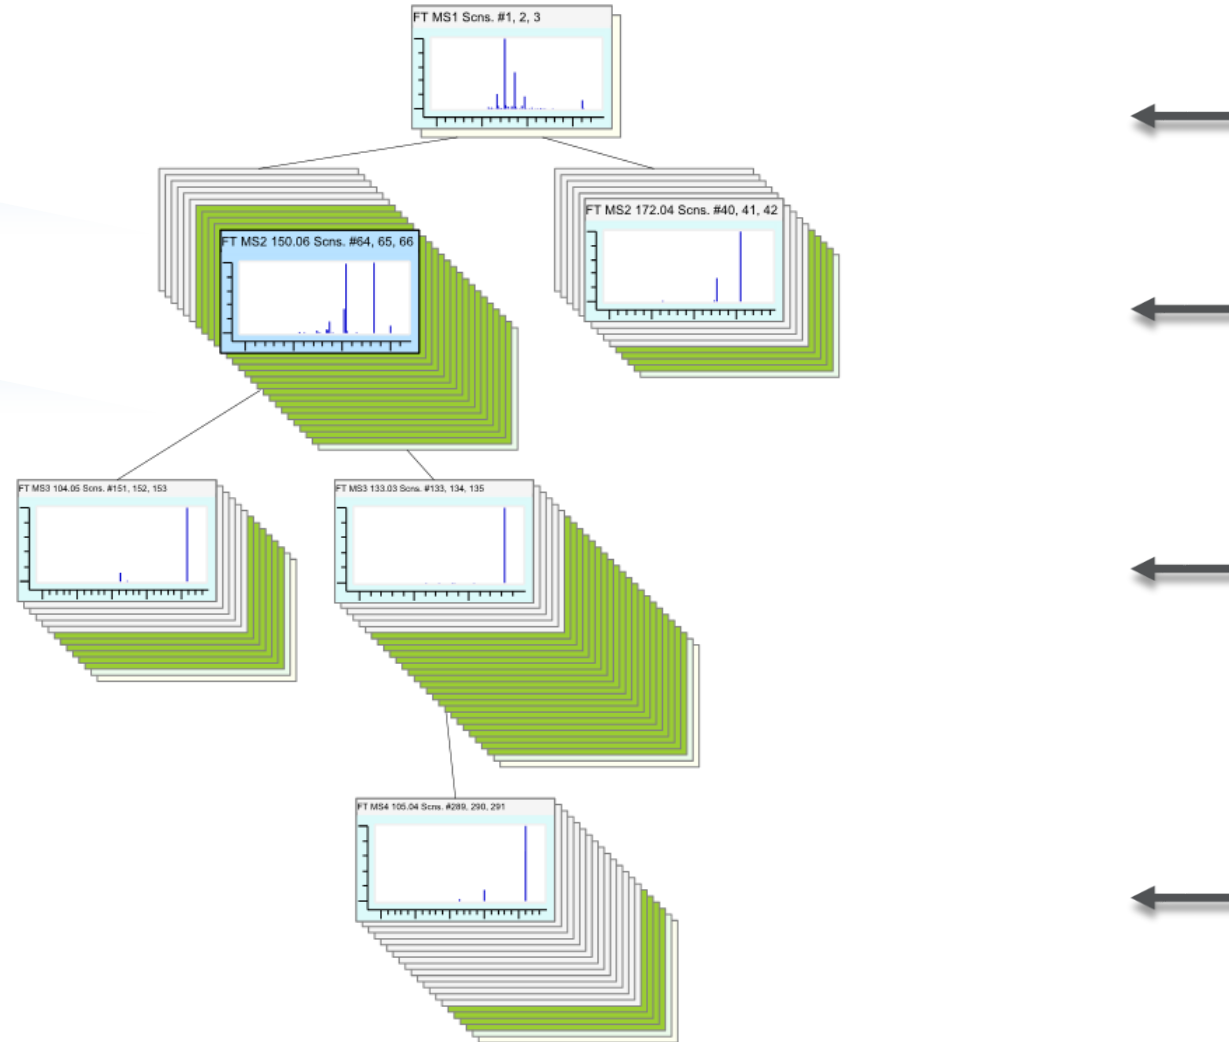 FT MS1 Scns. #1, 2, 3
FT MS2 172.04 Scns. #40, 41, 42
FT MS2 150.06 Scns. #64, 65, 66
FT MS3 104.05 Scns. #151, 152, 153
FT MS3 133.03 Scns. #133, 134, 135
FT MS4 105.04 Scns. #289, 290, 291